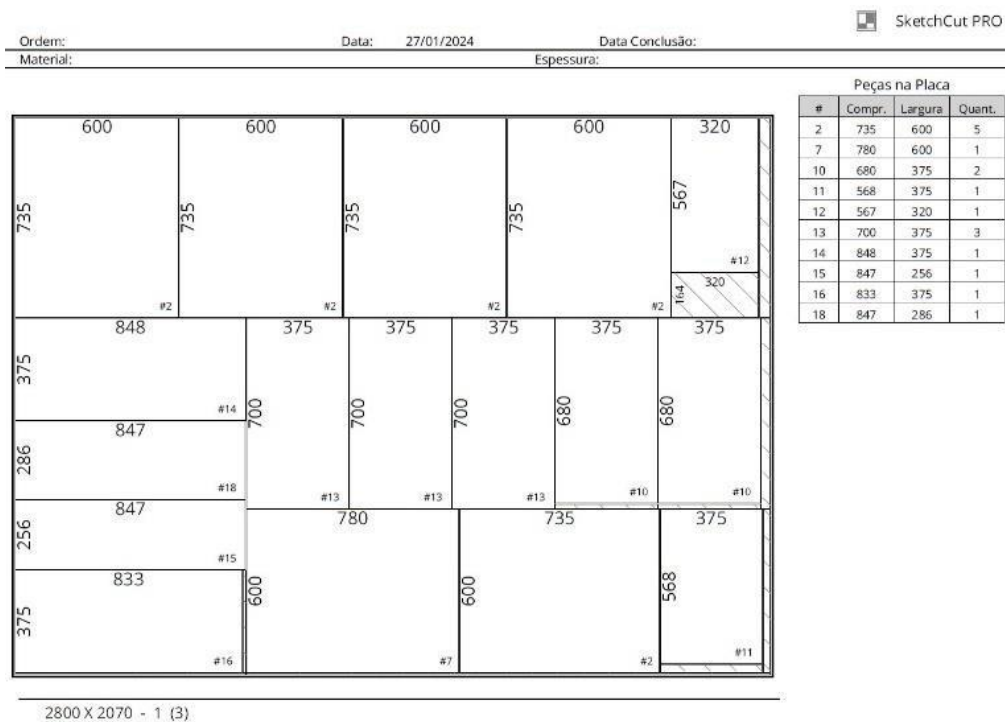 SketchCut PRO
Ordem: Data: 27/01/2024 Data Conclusão:
Material: Espessura:
Peças na Placa
# Compr. Largura Quant.
2 735 600 5
7 780 600 1
10 680 375 2
11 568 375 1
12 567 320 1
13 700 375 3
14 848 375 1
15 847 256 1
16 833 375 1
18 847 286 1
600 600 600 600 320
735 735 735 735 567
#12
164 320
#2 #2 #2 #2
848 375 375 375 375 375
375
#14
700 700 700 680 680
847
286
#18
#13 #13 #13 #10 #10
847
256
#15
780 735 375
833
375
#16
600 600 568
#7 #2 #11
2800 X 2070 - 1 (3)